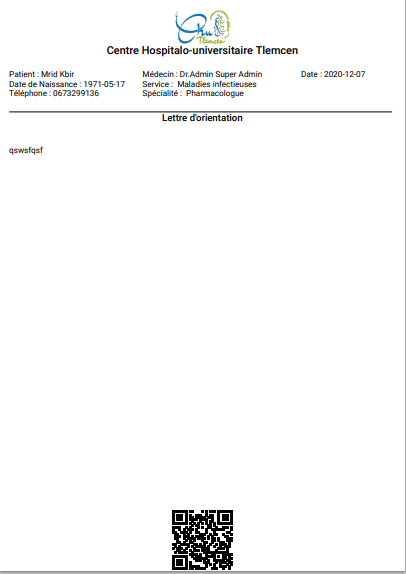 Chu
Tlemcen
Centre Hospitalo-universitaire Tlemcen
Patient : Mrid Kbir
Médecin : Dr.Admin Super Admin
Date : 2020-12-07
Date de Naissance : 1971-05-17
Service : Maladies infectieuses
Téléphone : 0673299136
Spécialité : Pharmacologue
Lettre d'orientation
qswsfqsf